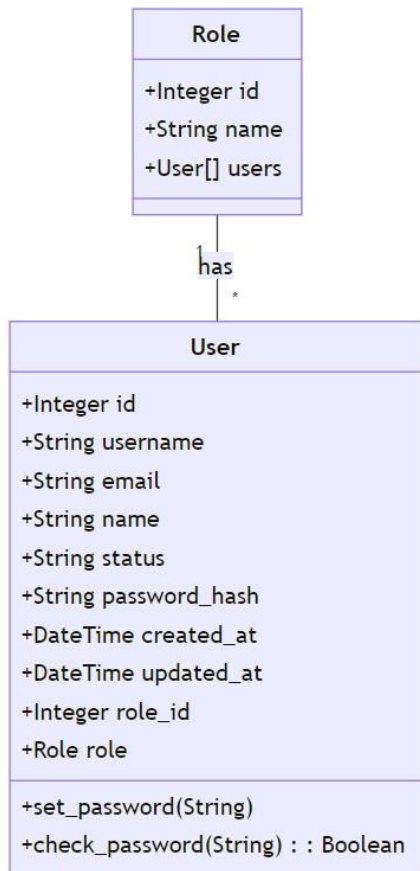 Role
+Integer id
+String name
+User[] users
1
has
*
User
+Integer id
+String username
+String email
+String name
+String status
+String password_hash
+DateTime created_at
+DateTime updated_at
+Integer role_id
+Role role
+set_password(String)
+check_password(String) : : Boolean